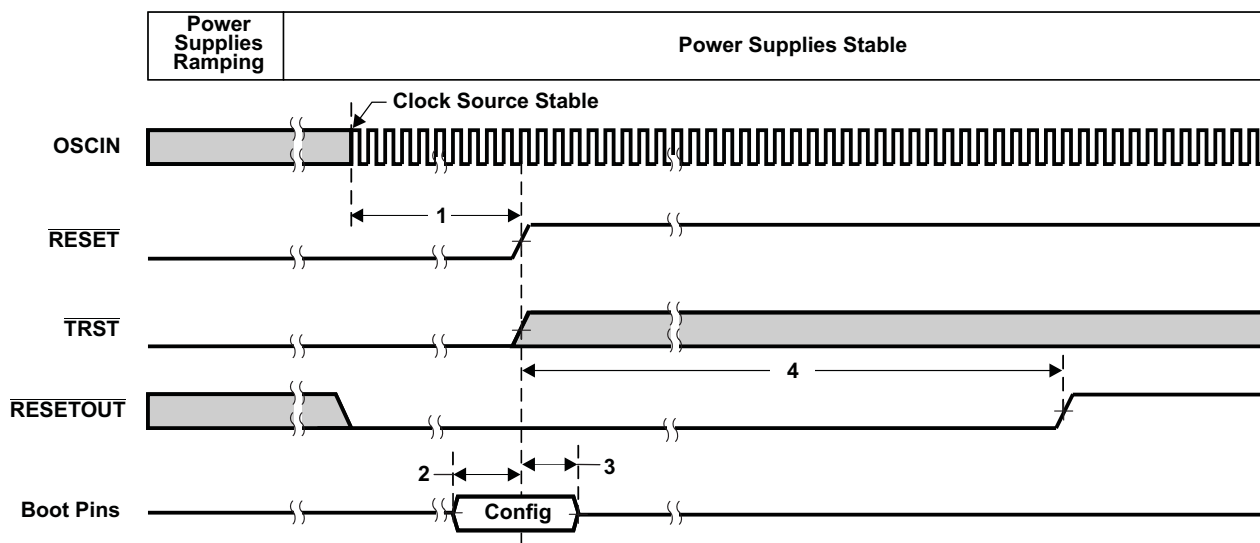 Power
Supplies
Ramping
Power Supplies Stable
Clock Source Stable
OSCIN
1
RESET
TRST
4
RESETOUT
2
3
Boot Pins
Config